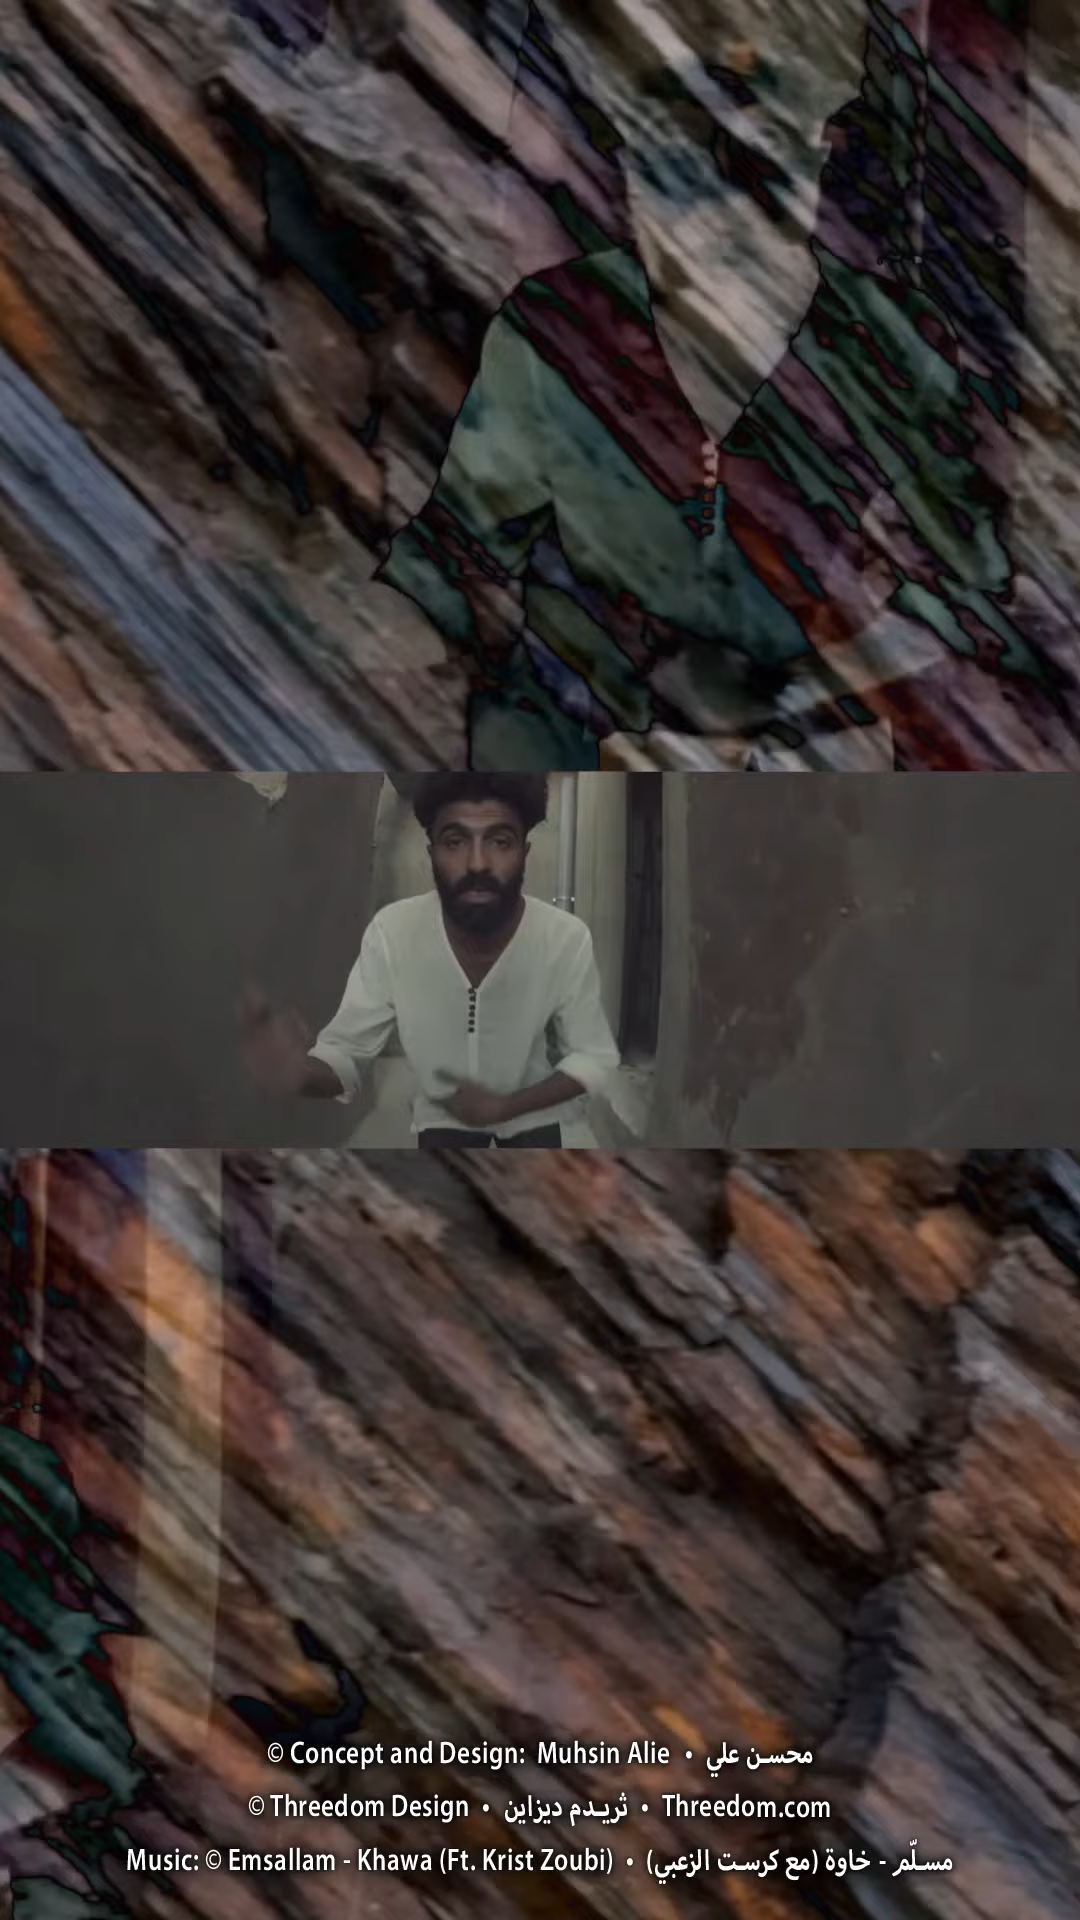 © Concept and Design: Muhsin Alie • محسن علي
© Threedom Design • ثريدم ديزاين • Threedom.com
Music: © Emsallam - Khawa (Ft. Krist Zoubi) • مسلّم - خاوة (مع كرست الزعبي)